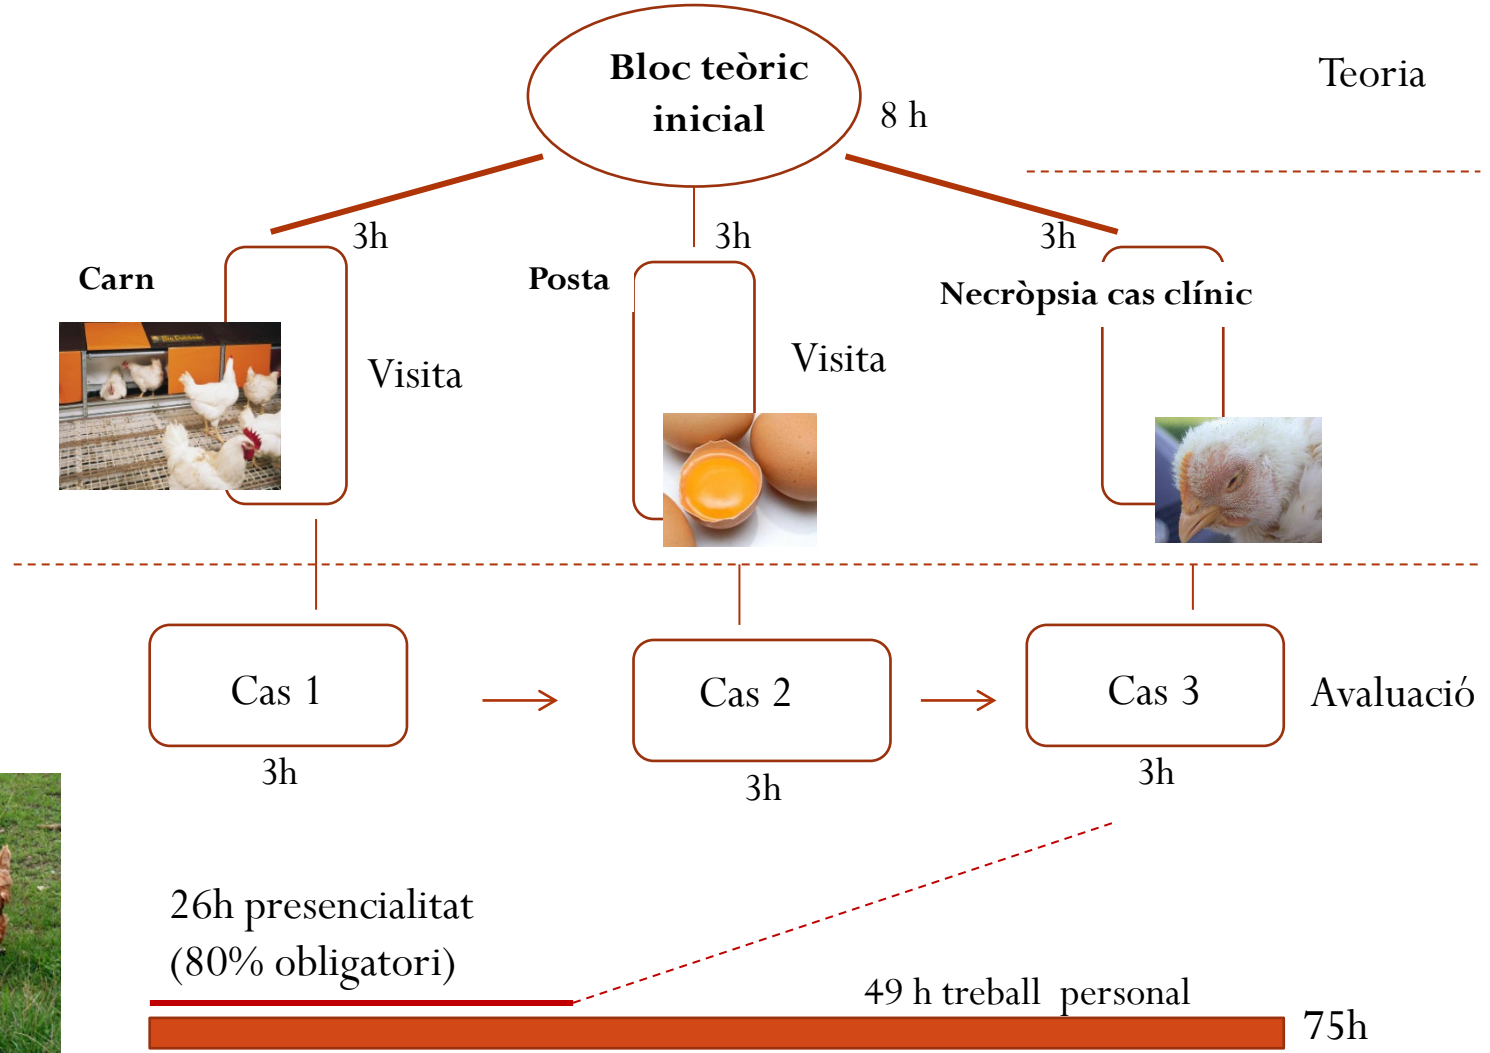 Bloc teòric
inicial
8 h
Teoria
3h
3h
3h
Carn
Posta
Necròpsia cas clínic
Visita
Visita
Cas 1
Cas 2
Cas 3
Avaluació
3h
3h
3h
26h presencialitat
(80% obligatori)
49 h treball personal
75h